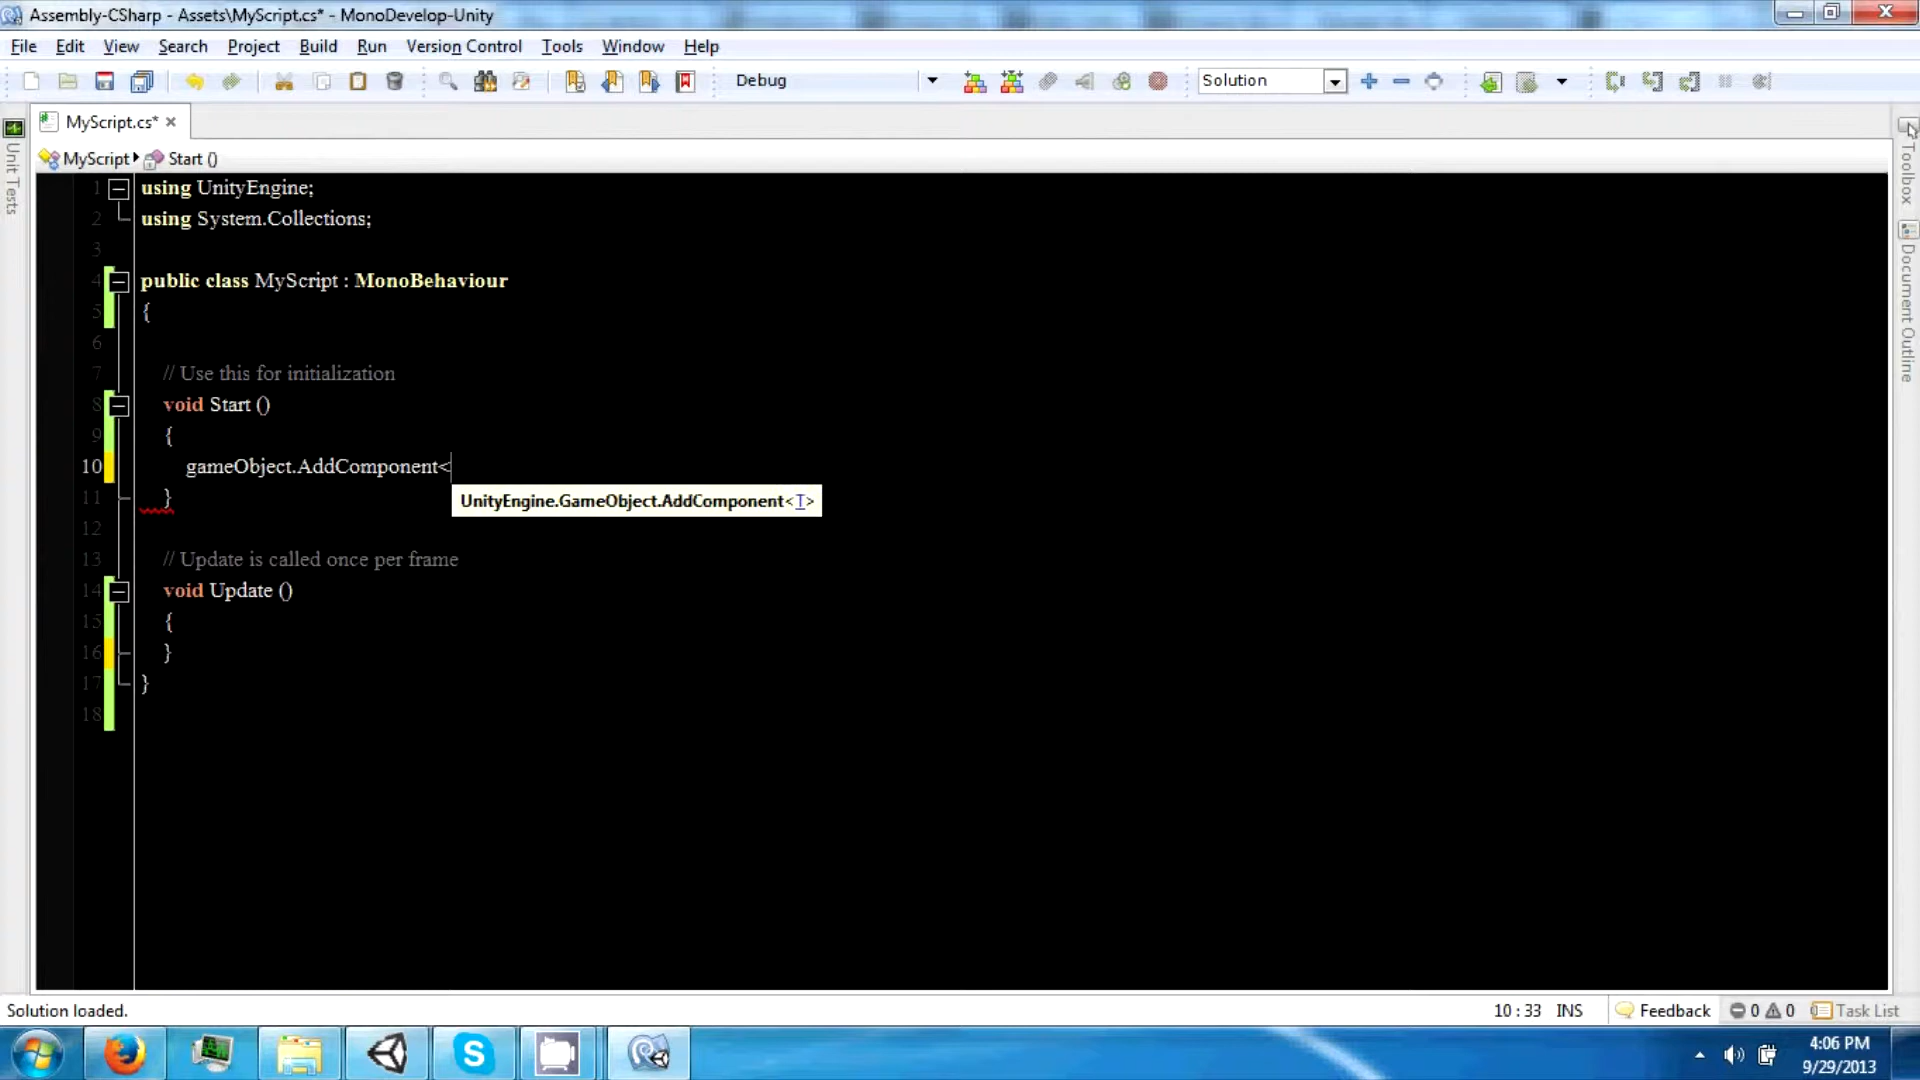 Assembly-CSharp - Assets\MyScript.cs* - MonoDevelop-Unity
File Edit View Search Project Build Run Version Control Tools Window Help
Debug Solution
MyScript.cs*
MyScript Start ()
Unit Tests
Toolbox
Document Outline
1 using UnityEngine;
2 using System.Collections;
3
4 public class MyScript : MonoBehaviour
5 {
6
7 // Use this for initialization
8 void Start ()
9 {
10 gameObject.AddComponent<
UnityEngine.GameObject.AddComponent<T>
11 }
12
13 // Update is called once per frame
14 void Update ()
15 {
16 }
17 }
18
Solution loaded. 10 : 33 INS Feedback 0 0 Task List
4:06 PM
9/29/2013